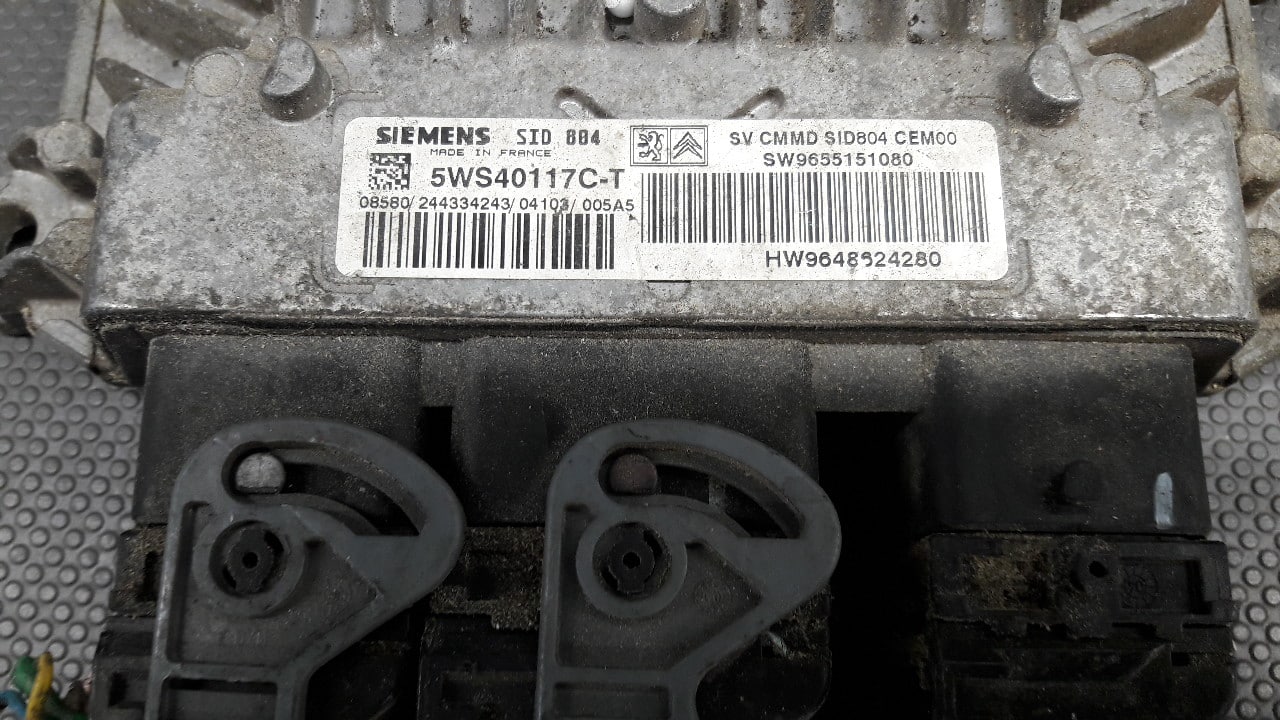 SIEMENS SID 804
MADE IN FRANCE
5WS40117C-T
08580/244334243/04103/005A5
SV CMMD SID804 CEM00
SW9655151080
HW9648624280